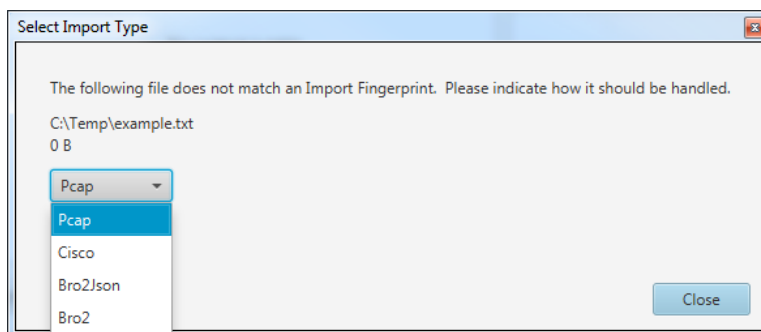 Select Import Type
The following file does not match an Import Fingerprint. Please indicate how it should be handled.
C:\Temp\example.txt
0 B
Pcap
Pcap
Cisco
Bro2Json
Bro2
Close